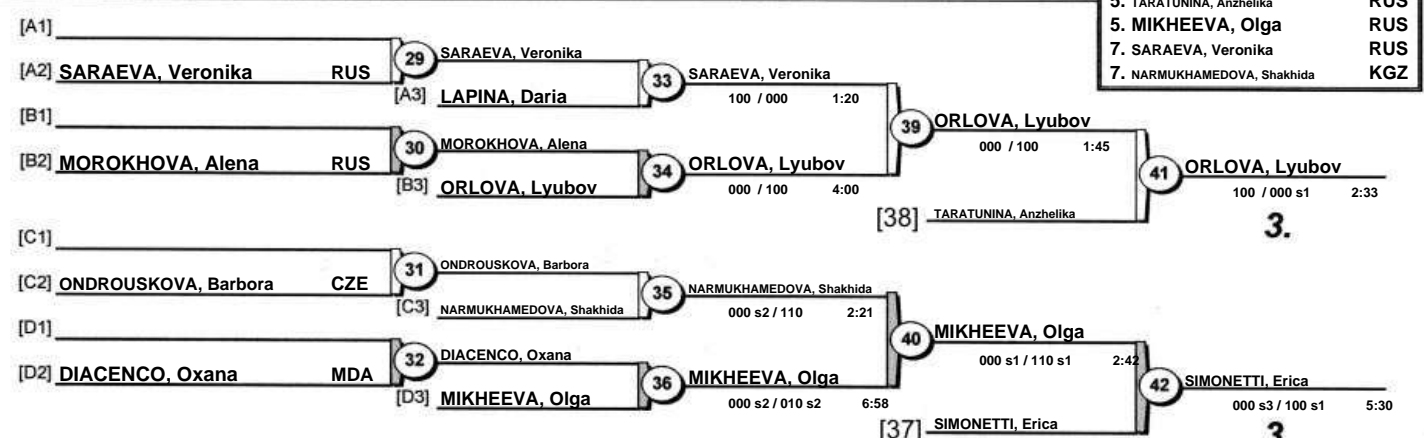 5. TARATUNINA, Anzhelika RUS
5. MIKHEEVA, Olga RUS
7. SARAEVA, Veronika RUS
7. NARMUKHAMEDOVA, Shakhida KGZ
[A1]
[A2] SARAEVA, Veronika RUS
29
SARAEVA, Veronika
[A3] LAPINA, Daria
33
SARAEVA, Veronika
100 / 000 1:20
[B1]
[B2] MOROKHOVA, Alena RUS
30
MOROKHOVA, Alena
[B3] ORLOVA, Lyubov
34
ORLOVA, Lyubov
000 / 100 4:00
39
ORLOVA, Lyubov
000 / 100 1:45
[38] TARATUNINA, Anzhelika
41
ORLOVA, Lyubov
100 / 000 s1 2:33
3.
[C1]
[C2] ONDROUSKOVA, Barbora CZE
31
ONDROUSKOVA, Barbora
[C3] NARMUKHAMEDOVA, Shakhida
35
NARMUKHAMEDOVA, Shakhida
000 s2 / 110 2:21
[D1]
[D2] DIACENCO, Oxana MDA
32
DIACENCO, Oxana
[D3] MIKHEEVA, Olga
36
MIKHEEVA, Olga
000 s2 / 010 s2 6:58
40
MIKHEEVA, Olga
000 s1 / 110 s1 2:42
[37] SIMONETTI, Erica
42
SIMONETTI, Erica
000 s3 / 100 s1 5:30
3